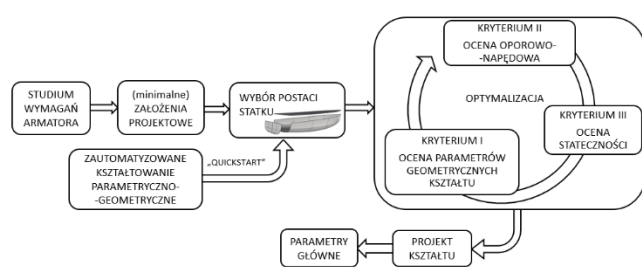 STUDIUM
WYMAGAŃ
ARMATORA
(minimalne)
ZAŁOŻENIA
PROJEKTOWE
WYBÓR POSTACI
STATKU
ZAUTOMATYZOWANE
KSZTAŁTOWANIE
PARAMETRYCZNO-
-GEOMETRYCZNE
„QUICKSTART”
KRYTERIUM II
OCENA OPOROWO-
-NAPĘDOWA
OPTYMALIZACJA
KRYTERIUM III
OCENA
STATECZNOŚCI
KRYTERIUM I
OCENA PARAMETRÓW
GEOMETRYCZNYCH
KSZTAŁTU
PROJEKT
KSZTAŁTU
PARAMETRY
GŁÓWNE